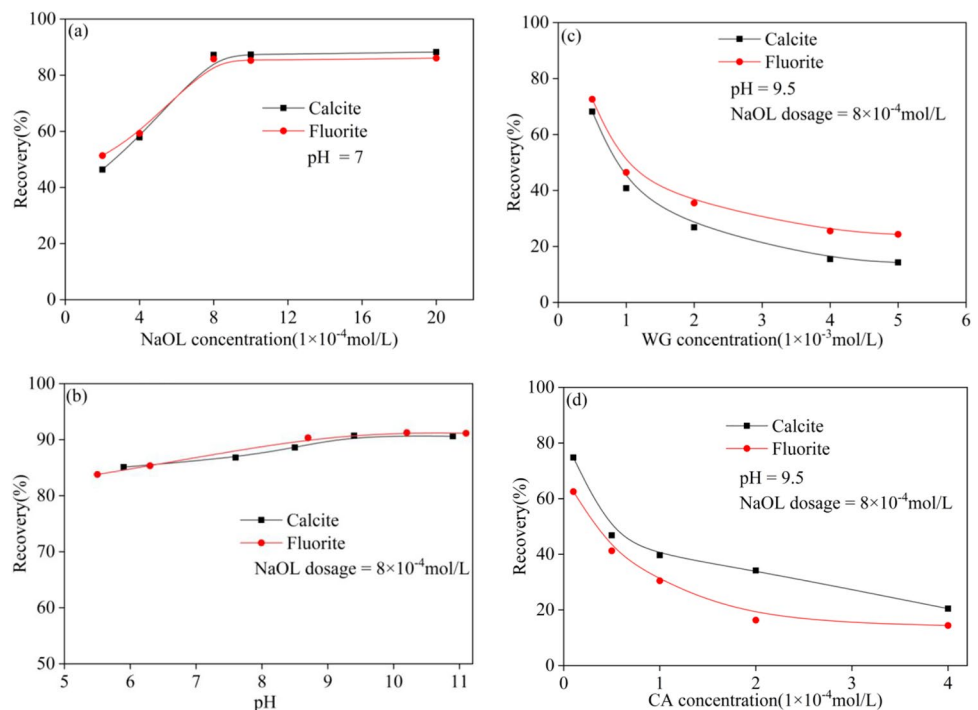 (a)
100
80
60
40
20
0
Recovery(%)
Calcite
Fluorite
pH = 7
0 4 8 12 16 20
NaOL concentration(1×10⁻⁴mol/L)
(c)
100
80
60
40
20
0
Recovery(%)
Calcite
Fluorite
pH = 9.5
NaOL dosage = 8×10⁻⁴mol/L
0 1 2 3 4 5 6
WG concentration(1×10⁻³mol/L)
(b)
100
90
80
70
60
50
Recovery(%)
Calcite
Fluorite
NaOL dosage = 8×10⁻⁴mol/L
5 6 7 8 9 10 11
pH
(d)
100
80
60
40
20
0
Recovery(%)
Calcite
Fluorite
pH = 9.5
NaOL dosage = 8×10⁻⁴mol/L
0 1 2 3 4
CA concentration(1×10⁻⁴mol/L)